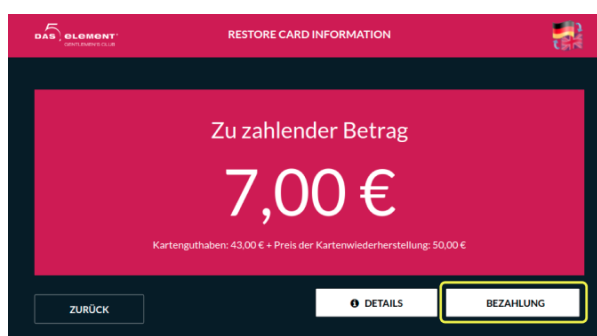 DAS 5 ELEMENT
GENTLEMEN'S CLUB
RESTORE CARD INFORMATION
Zu zahlender Betrag
7,00 €
Kartenguthaben: 43,00 € + Preis der Kartenwiederherstellung: 50,00 €
ZURÜCK
DETAILS
BEZAHLUNG